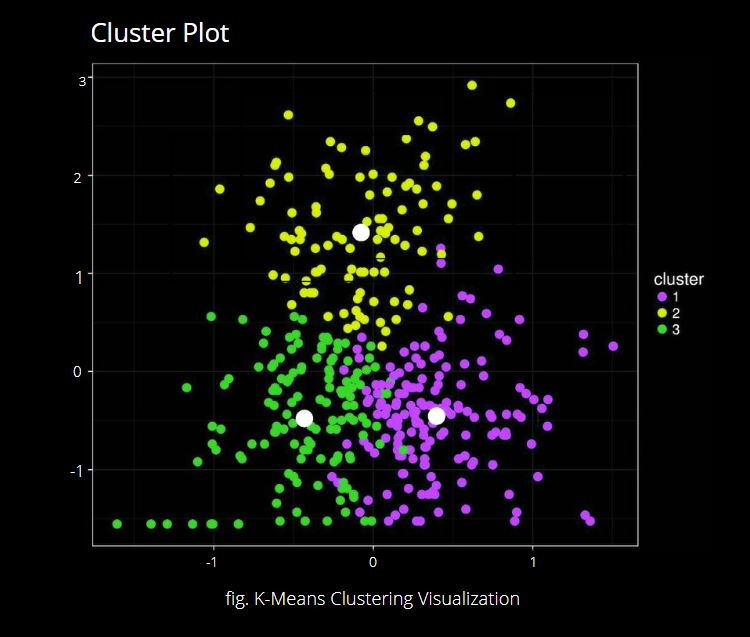 Cluster Plot
3
2
1
0
-1
-1 0 1
cluster
1
2
3
fig. K-Means Clustering Visualization